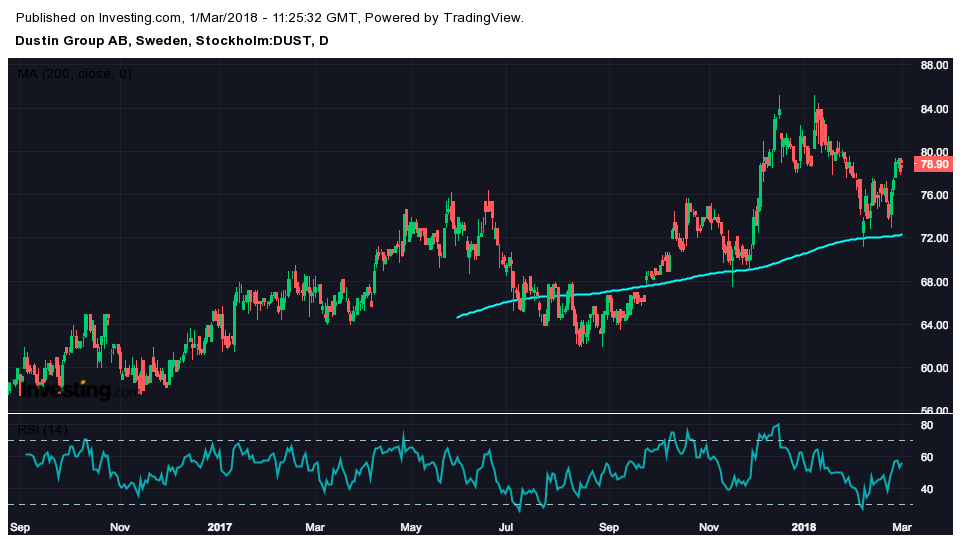 Published on Investing.com, 1/Mar/2018 - 11:25:32 GMT, Powered by TradingView.
Dustin Group AB, Sweden, Stockholm:DUST, D
MA (200, close, 0)
88.00
84.00
80.00
78.90
76.00
72.00
68.00
64.00
60.00
56.00
Investing.com
RSI (14)
80
60
40
Sep Nov 2017 Mar May Jul Sep Nov 2018 Mar